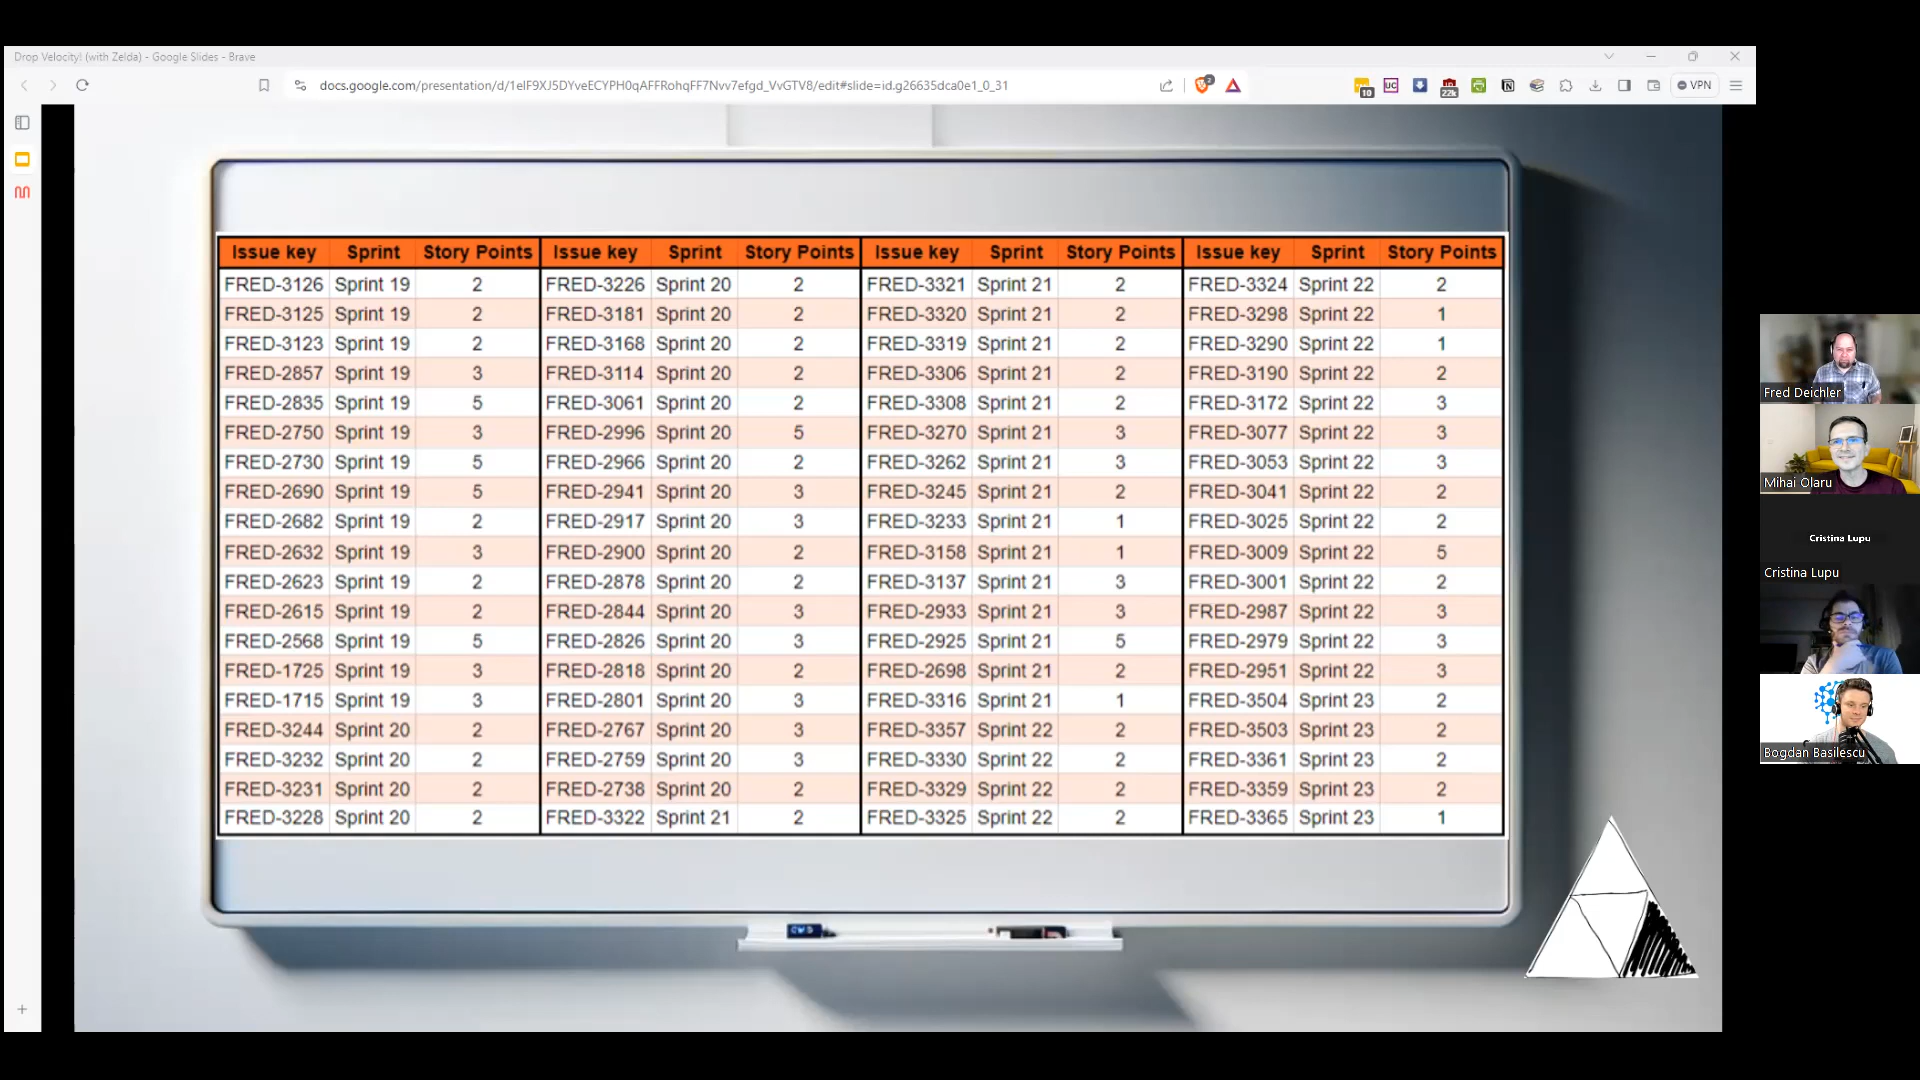 Drop Velocity! (with Zelda) - Google Slides - Brave
docs.google.com/presentation/d/1eIF9XJ5DYveECYPH0qAFFRohqFF7Nvv7efgd_VvGTV8/edit#slide=id.g26635dca0e1_0_31
2
10
UC
22k
VPN
Issue key Sprint Story Points Issue key Sprint Story Points Issue key Sprint Story Points Issue key Sprint Story Points
FRED-3126 Sprint 19 2 FRED-3226 Sprint 20 2 FRED-3321 Sprint 21 2 FRED-3324 Sprint 22 2
FRED-3125 Sprint 19 2 FRED-3181 Sprint 20 2 FRED-3320 Sprint 21 2 FRED-3298 Sprint 22 1
FRED-3123 Sprint 19 2 FRED-3168 Sprint 20 2 FRED-3319 Sprint 21 2 FRED-3290 Sprint 22 1
FRED-2857 Sprint 19 3 FRED-3114 Sprint 20 2 FRED-3306 Sprint 21 2 FRED-3190 Sprint 22 2
FRED-2835 Sprint 19 5 FRED-3061 Sprint 20 2 FRED-3308 Sprint 21 2 FRED-3172 Sprint 22 3
FRED-2750 Sprint 19 3 FRED-2996 Sprint 20 5 FRED-3270 Sprint 21 3 FRED-3077 Sprint 22 3
FRED-2730 Sprint 19 5 FRED-2966 Sprint 20 2 FRED-3262 Sprint 21 3 FRED-3053 Sprint 22 3
FRED-2690 Sprint 19 5 FRED-2941 Sprint 20 3 FRED-3245 Sprint 21 2 FRED-3041 Sprint 22 2
FRED-2682 Sprint 19 2 FRED-2917 Sprint 20 3 FRED-3233 Sprint 21 1 FRED-3025 Sprint 22 2
FRED-2632 Sprint 19 3 FRED-2900 Sprint 20 2 FRED-3158 Sprint 21 1 FRED-3009 Sprint 22 5
FRED-2623 Sprint 19 2 FRED-2878 Sprint 20 2 FRED-3137 Sprint 21 3 FRED-3001 Sprint 22 2
FRED-2615 Sprint 19 2 FRED-2844 Sprint 20 3 FRED-2933 Sprint 21 3 FRED-2987 Sprint 22 3
FRED-2568 Sprint 19 5 FRED-2826 Sprint 20 3 FRED-2925 Sprint 21 5 FRED-2979 Sprint 22 3
FRED-1725 Sprint 19 3 FRED-2818 Sprint 20 2 FRED-2698 Sprint 21 2 FRED-2951 Sprint 22 3
FRED-1715 Sprint 19 3 FRED-2801 Sprint 20 3 FRED-3316 Sprint 21 1 FRED-3504 Sprint 23 2
FRED-3244 Sprint 20 2 FRED-2767 Sprint 20 3 FRED-3357 Sprint 22 2 FRED-3503 Sprint 23 2
FRED-3232 Sprint 20 2 FRED-2759 Sprint 20 3 FRED-3330 Sprint 22 2 FRED-3361 Sprint 23 2
FRED-3231 Sprint 20 2 FRED-2738 Sprint 20 2 FRED-3329 Sprint 22 2 FRED-3359 Sprint 23 2
FRED-3228 Sprint 20 2 FRED-3322 Sprint 21 2 FRED-3325 Sprint 22 2 FRED-3365 Sprint 23 1
Fred Deichler
Mihai Olaru
Cristina Lupu
Cristina Lupu
Bogdan Basilescu